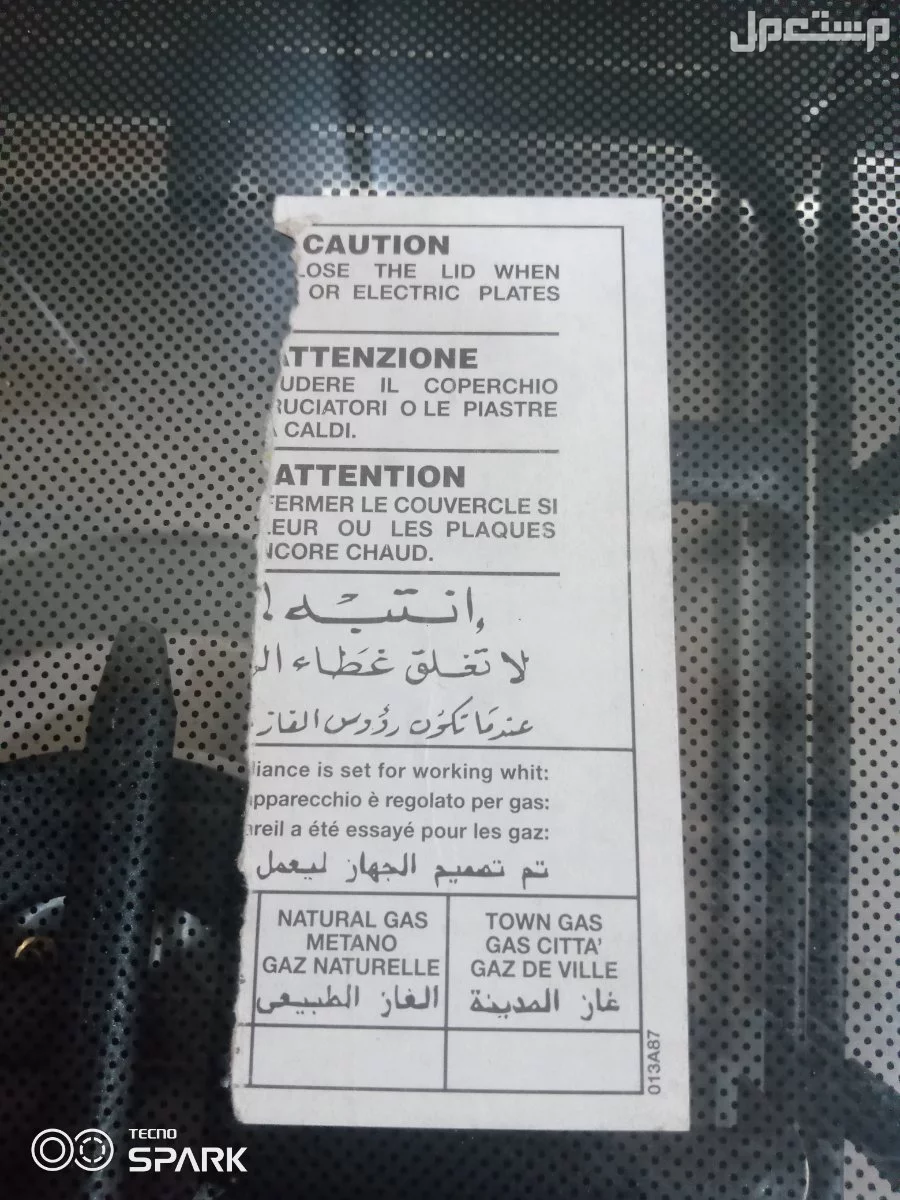 مستعمل
CAUTION
LOSE THE LID WHEN
OR ELECTRIC PLATES
ATTENZIONE
UDERE IL COPERCHIO
RUCIATORI O LE PIASTRE
A CALDI.
ATTENTION
FERMER LE COUVERCLE SI
LEUR OU LES PLAQUES
NCORE CHAUD.
إنتبه!
لا تغلق غطاء
عندما تكون رؤوس الغاز
liance is set for working whit:
apparecchio è regolato per gas:
areil a été essayé pour les gaz:
تم تصميم الجهاز ليعمل
NATURAL GAS
METANO
GAZ NATURELLE
الغاز الطبيعي
TOWN GAS
GAS CITTA'
GAZ DE VILLE
غاز المدينة
013A87
TECNO
SPARK